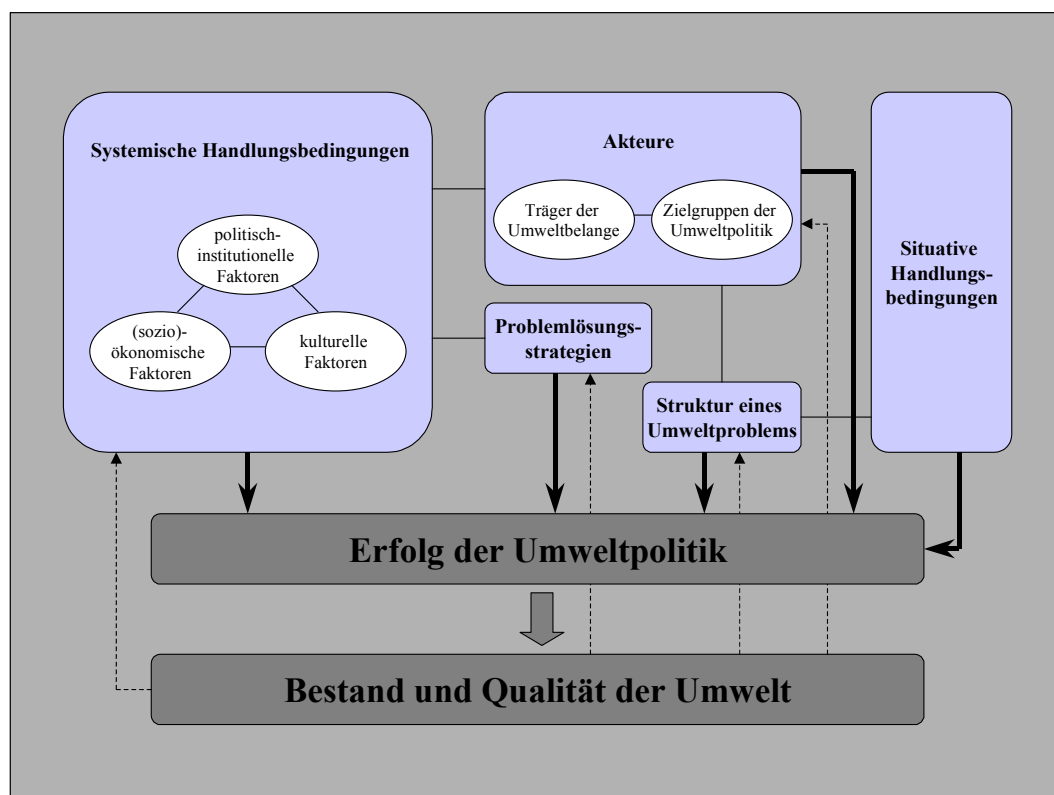 Systemische Handlungsbedingungen
politisch-
institutionelle
Faktoren
(sozio)-
ökonomische
Faktoren
kulturelle
Faktoren
Akteure
Träger der
Umweltbelange
Zielgruppen der
Umweltpolitik
Situative
Handlungs-
bedingungen
Problemlösungs-
strategien
Struktur eines
Umweltproblems
Erfolg der Umweltpolitik
Bestand und Qualität der Umwelt